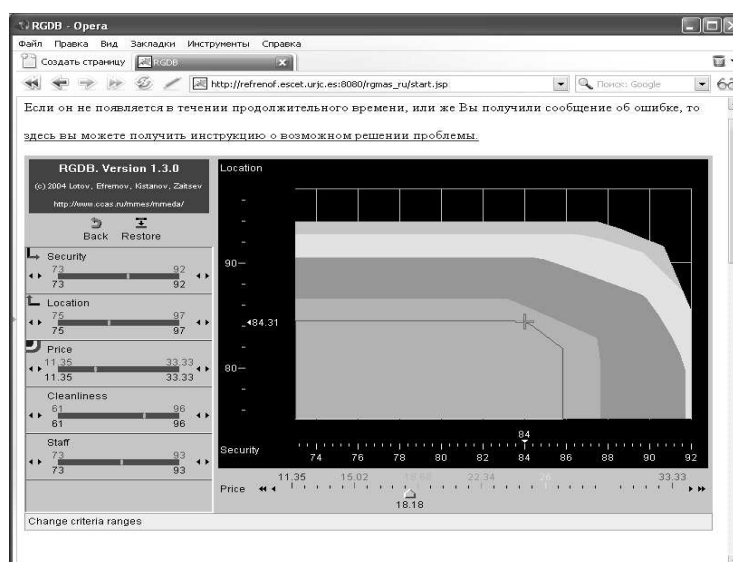 RGDB - Opera
Файл Правка Вид Закладки Инструменты Справка
Создать страницу RGDB
http://refrenof.escet.urjc.es:8080/rgmas_ru/start.jsp Поиск: Google
Если он не появляется в течении продолжительного времени, или же Вы получили сообщение об ошибке, то
здесь вы можете получить инструкцию о возможном решении проблемы.
RGDB. Version 1.3.0
(c) 2004 Lotov, Efremov, Kistanov, Zaitsev
http://www.ccas.ru/mmes/mmeda/
Back Restore
Security
73 92
73 92
Location
75 97
75 97
Price
11.35 33.33
11.35 33.33
Cleanliness
61 96
61 96
Staff
73 93
73 93
Location
90
84.31
80
84
Security
74 76 78 80 82 84 86 88 90 92
11.35 15.02 22.34 33.33
Price
18.18
Change criteria ranges